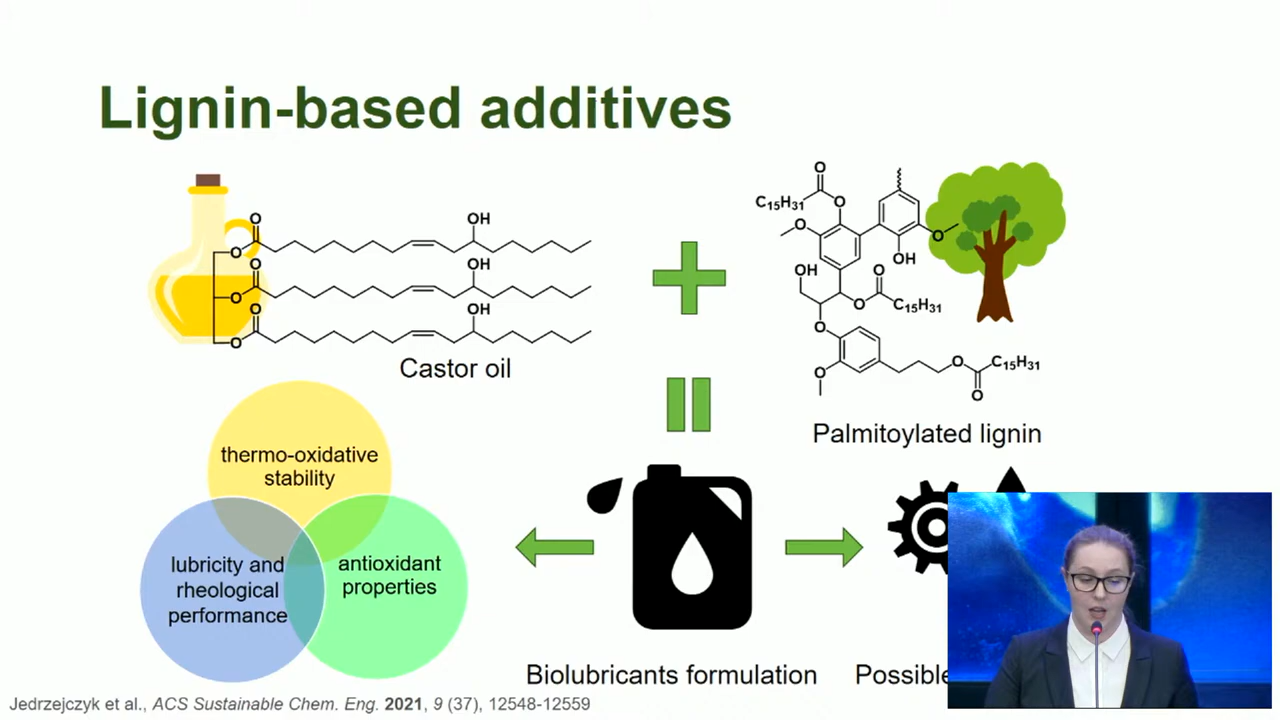 Lignin-based additives
O
OH
O
O
OH
O
O
OH
O
Castor oil
O
C₁₅H₃₁
O
O
O
OH
OH
O
O
C₁₅H₃₁
O
O
O
C₁₅H₃₁
O
Palmitoylated lignin
thermo-oxidative
stability
lubricity and
rheological
performance
antioxidant
properties
Biolubricants formulation
Possible
Jedrzejczyk et al., ACS Sustainable Chem. Eng. 2021, 9 (37), 12548-12559